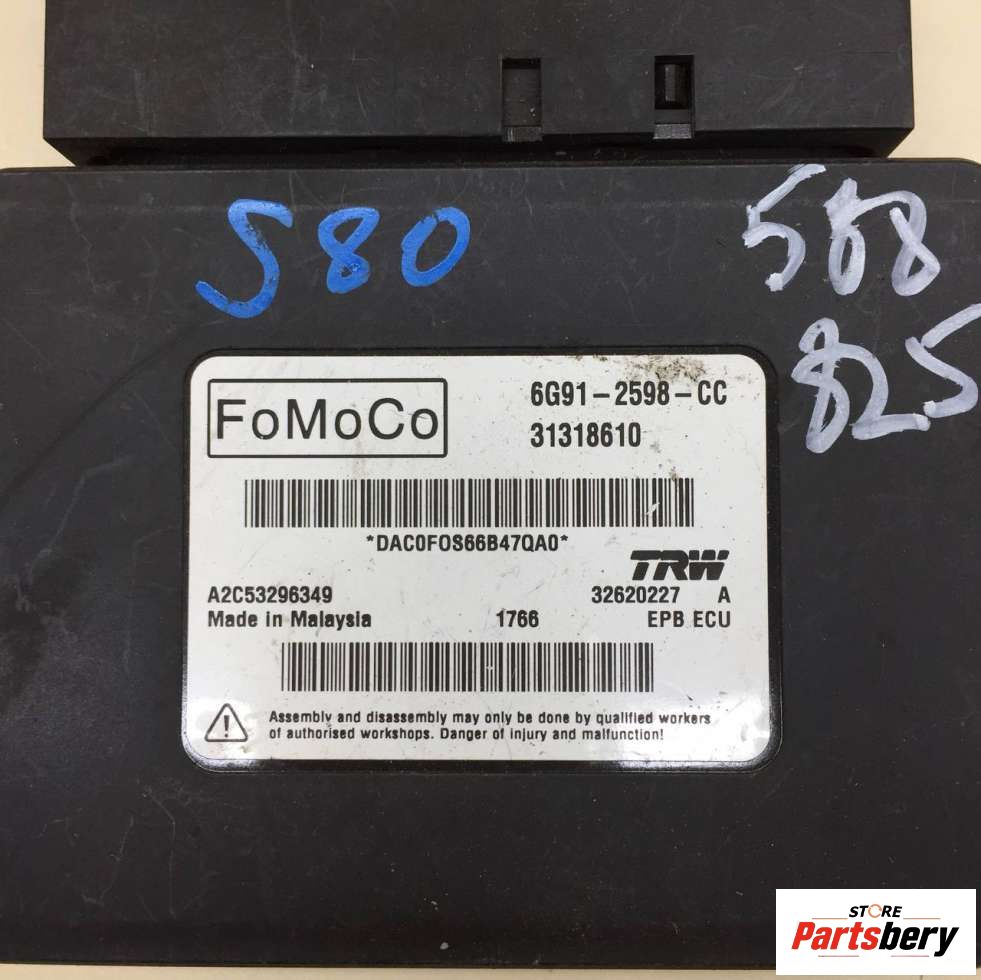 S80
588
825
FoMoCo
6G91-2598-CC
31318610
*DAC0FOS66B47QA0*
TRW
A2C53296349
32620227 A
Made in Malaysia 1766 EPB ECU
Assembly and disassembly may only be done by qualified workers
of authorised workshops. Danger of injury and malfunction!
STORE
Partsbery